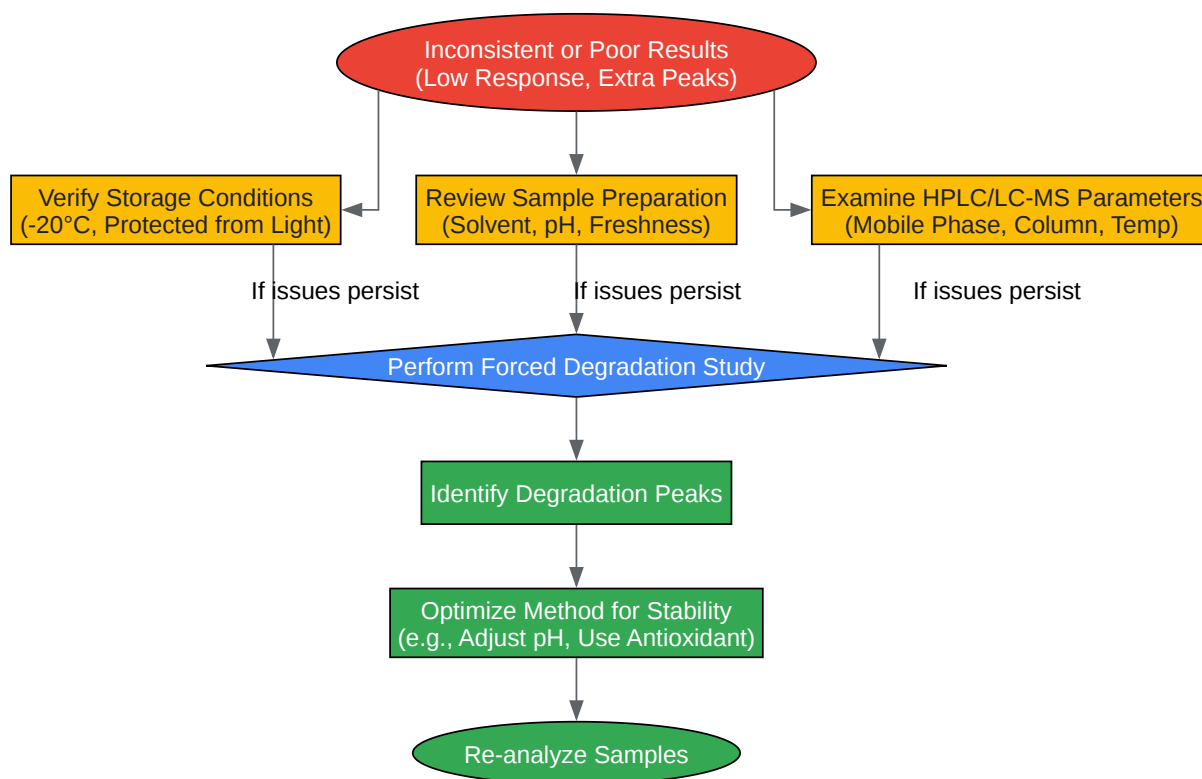 Inconsistent or Poor Results
(Low Response, Extra Peaks)
Verify Storage Conditions
(-20°C, Protected from Light)
Review Sample Preparation
(Solvent, pH, Freshness)
Examine HPLC/LC-MS Parameters
(Mobile Phase, Column, Temp)
If issues persist
If issues persist
If issues persist
Perform Forced Degradation Study
Identify Degradation Peaks
Optimize Method for Stability
(e.g., Adjust pH, Use Antioxidant)
Re-analyze Samples